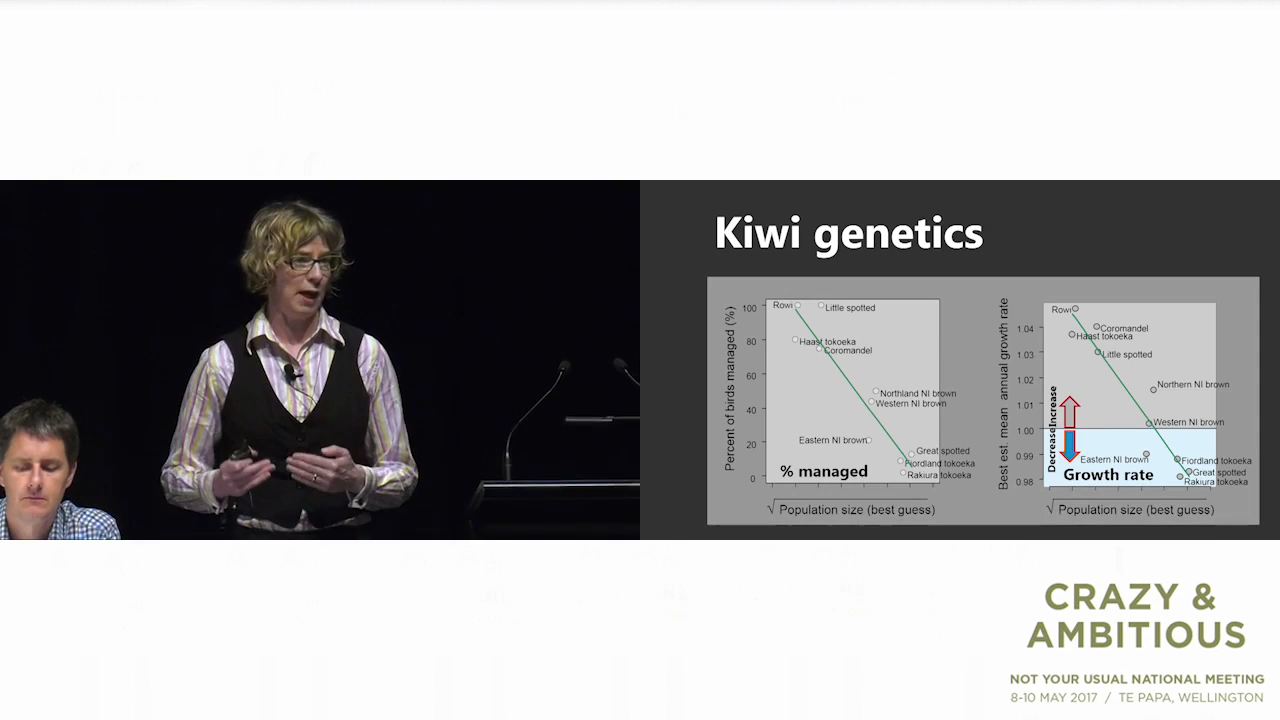 Kiwi genetics
Percent of birds managed (%)
100
80
60
40
20
0
Rowi
Little spotted
Haast tokoeka
Coromandel
Northland NI brown
Western NI brown
Eastern NI brown
Great spotted
Fiordland tokoeka
Rakiura tokoeka
% managed
√ Population size (best guess)
Best est. mean annual growth rate
1.04
1.03
1.02
1.01
1.00
0.99
0.98
Increase
Decrease
Rowi
Coromandel
Haast tokoeka
Little spotted
Northern NI brown
Western NI brown
Eastern NI brown
Fiordland tokoeka
Great spotted
Rakiura tokoeka
Growth rate
√ Population size (best guess)
CRAZY &
AMBITIOUS
NOT YOUR USUAL NATIONAL MEETING
8-10 MAY 2017 / TE PAPA, WELLINGTON